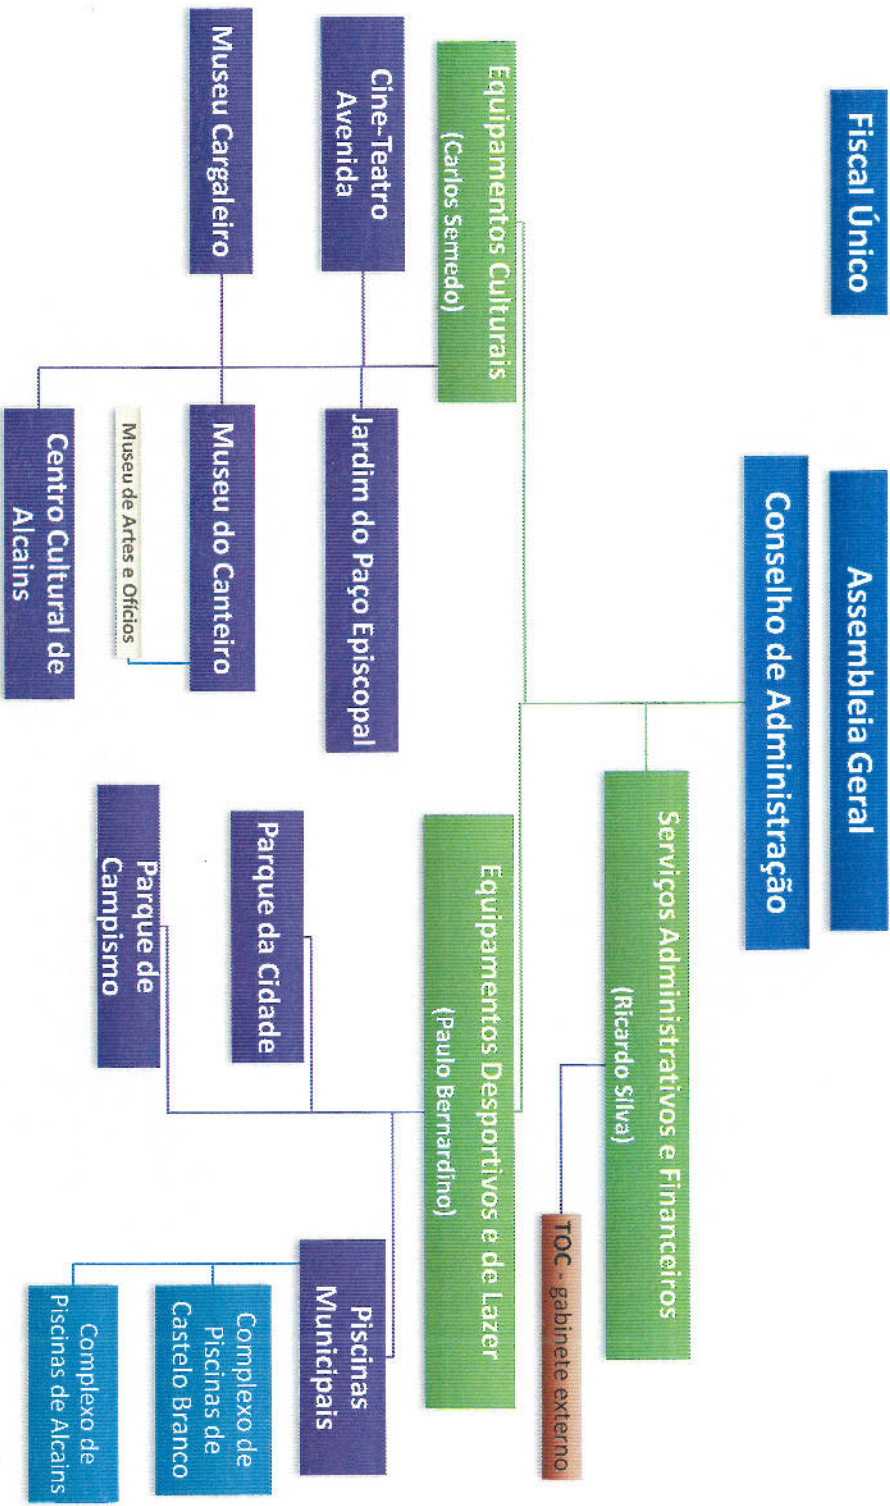 Fiscal Único
Assembleia Geral
Conselho de Administração
Serviços Administrativos e Financeiros
(Ricardo Silva)
TOC - gabinete externo
Equipamentos Culturais
(Carlos Semedo)
Cine-Teatro
Avenida
Jardim do Paço Episcopal
Museu Cargaleiro
Museu do Canteiro
Museu de Artes e Offícios
Centro Cultural de
Alcains
Equipamentos Desportivos e de Lazer
(Paulo Bernardino)
Parque da Cidade
Parque de
Campismo
Piscinas
Municipais
Complexo de
Piscinas de
Castelo Branco
Complexo de
Piscinas de Alcains